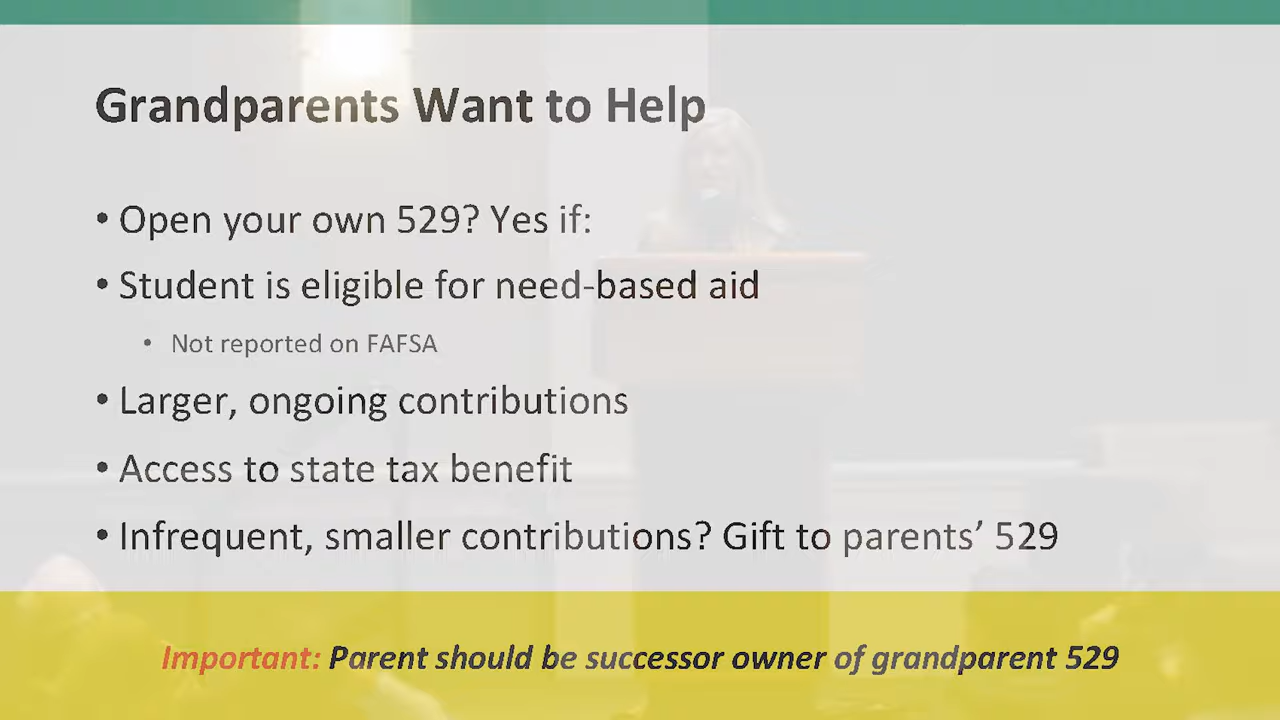 Grandparents Want to Help
• Open your own 529? Yes if:
• Student is eligible for need-based aid
• Not reported on FAFSA
• Larger, ongoing contributions
• Access to state tax benefit
• Infrequent, smaller contributions? Gift to parents’ 529
Important: Parent should be successor owner of grandparent 529